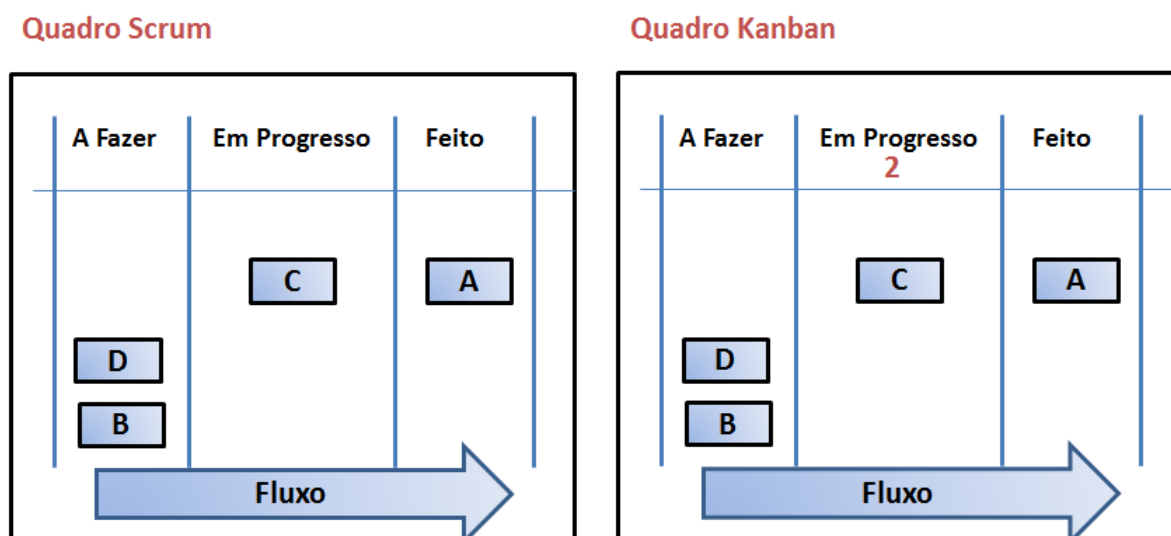 Quadro Scrum
A Fazer
Em Progresso
Feito
C
A
D
B
Fluxo
Quadro Kanban
A Fazer
Em Progresso
2
Feito
C
A
D
B
Fluxo